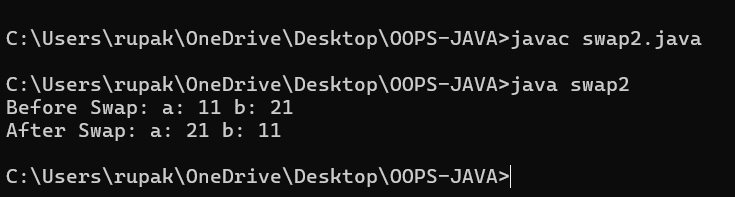 C:\Users\rupak\OneDrive\Desktop\OOPS-JAVA>javac swap2.java
C:\Users\rupak\OneDrive\Desktop\OOPS-JAVA>java swap2
Before Swap: a: 11 b: 21
After Swap: a: 21 b: 11
C:\Users\rupak\OneDrive\Desktop\OOPS-JAVA>